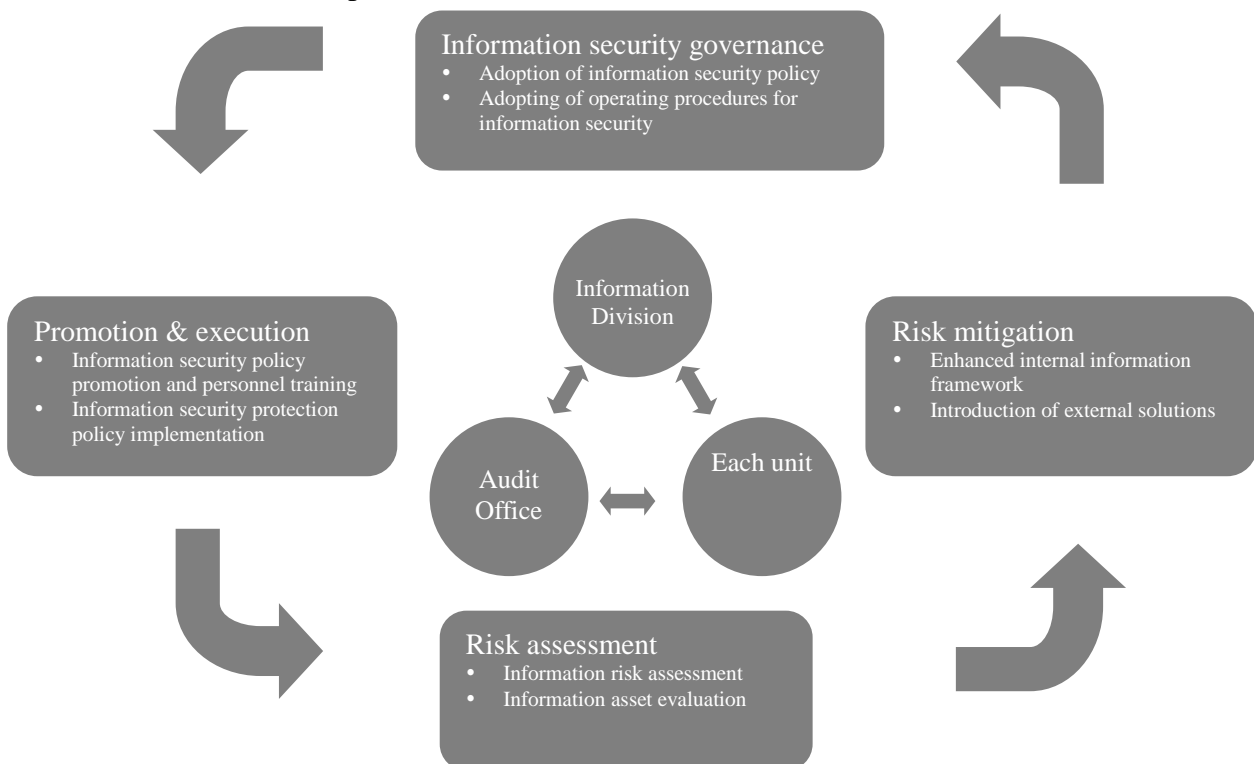 Information security governance
• Adoption of information security policy
• Adopting of operating procedures for
information security
Information
Division
Promotion & execution
• Information security policy
promotion and personnel training
• Information security protection
policy implementation
Risk mitigation
• Enhanced internal information
framework
• Introduction of external solutions
Audit
Office
Each unit
Risk assessment
• Information risk assessment
• Information asset evaluation